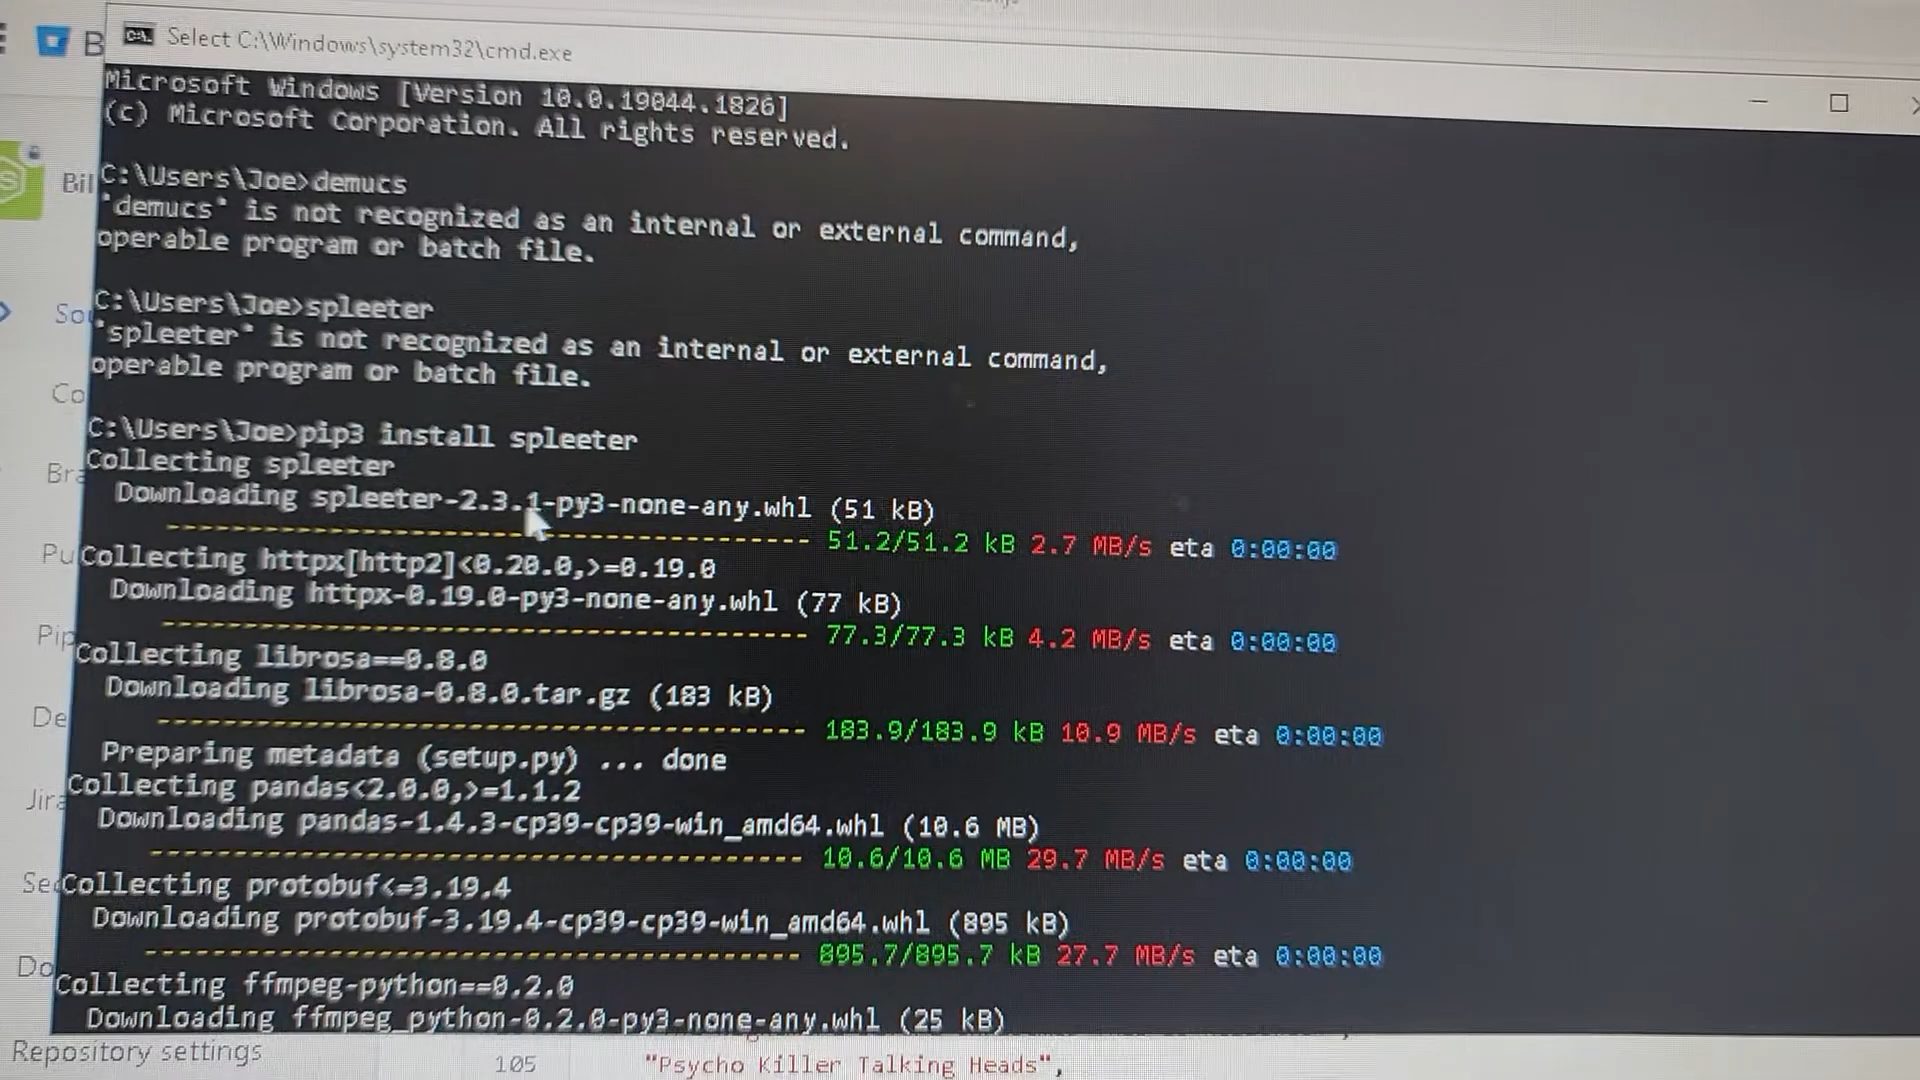 B
Select C:\Windows\system32\cmd.exe
Microsoft Windows [Version 10.0.19044.1826]
(c) Microsoft Corporation. All rights reserved.
Bil
C:\Users\Joe>demucs
'demucs' is not recognized as an internal or external command,
operable program or batch file.
C:\Users\Joe>spleeter
So
'spleeter' is not recognized as an internal or external command,
operable program or batch file.
Co
C:\Users\Joe>pip3 install spleeter
Collecting spleeter
Bra
Downloading spleeter-2.3.1-py3-none-any.whl (51 kB)
---------------------------------------- 51.2/51.2 kB 2.7 MB/s eta 0:00:00
Pu
Collecting httpx[http2]<0.20.0,>=0.19.0
Downloading httpx-0.19.0-py3-none-any.whl (77 kB)
---------------------------------------- 77.3/77.3 kB 4.2 MB/s eta 0:00:00
Pip
Collecting librosa==0.8.0
Downloading librosa-0.8.0.tar.gz (183 kB)
De
---------------------------------------- 183.9/183.9 kB 10.9 MB/s eta 0:00:00
Preparing metadata (setup.py) ... done
Collecting pandas<2.0.0,>=1.1.2
Jira
Downloading pandas-1.4.3-cp39-cp39-win_amd64.whl (10.6 MB)
---------------------------------------- 10.6/10.6 MB 29.7 MB/s eta 0:00:00
Se
Collecting protobuf<=3.19.4
Downloading protobuf-3.19.4-cp39-cp39-win_amd64.whl (895 kB)
---------------------------------------- 895.7/895.7 kB 27.7 MB/s eta 0:00:00
Do
Collecting ffmpeg-python==0.2.0
Downloading ffmpeg_python-0.2.0-py3-none-any.whl (25 kB)
Repository settings
105 "Psycho Killer Talking Heads",